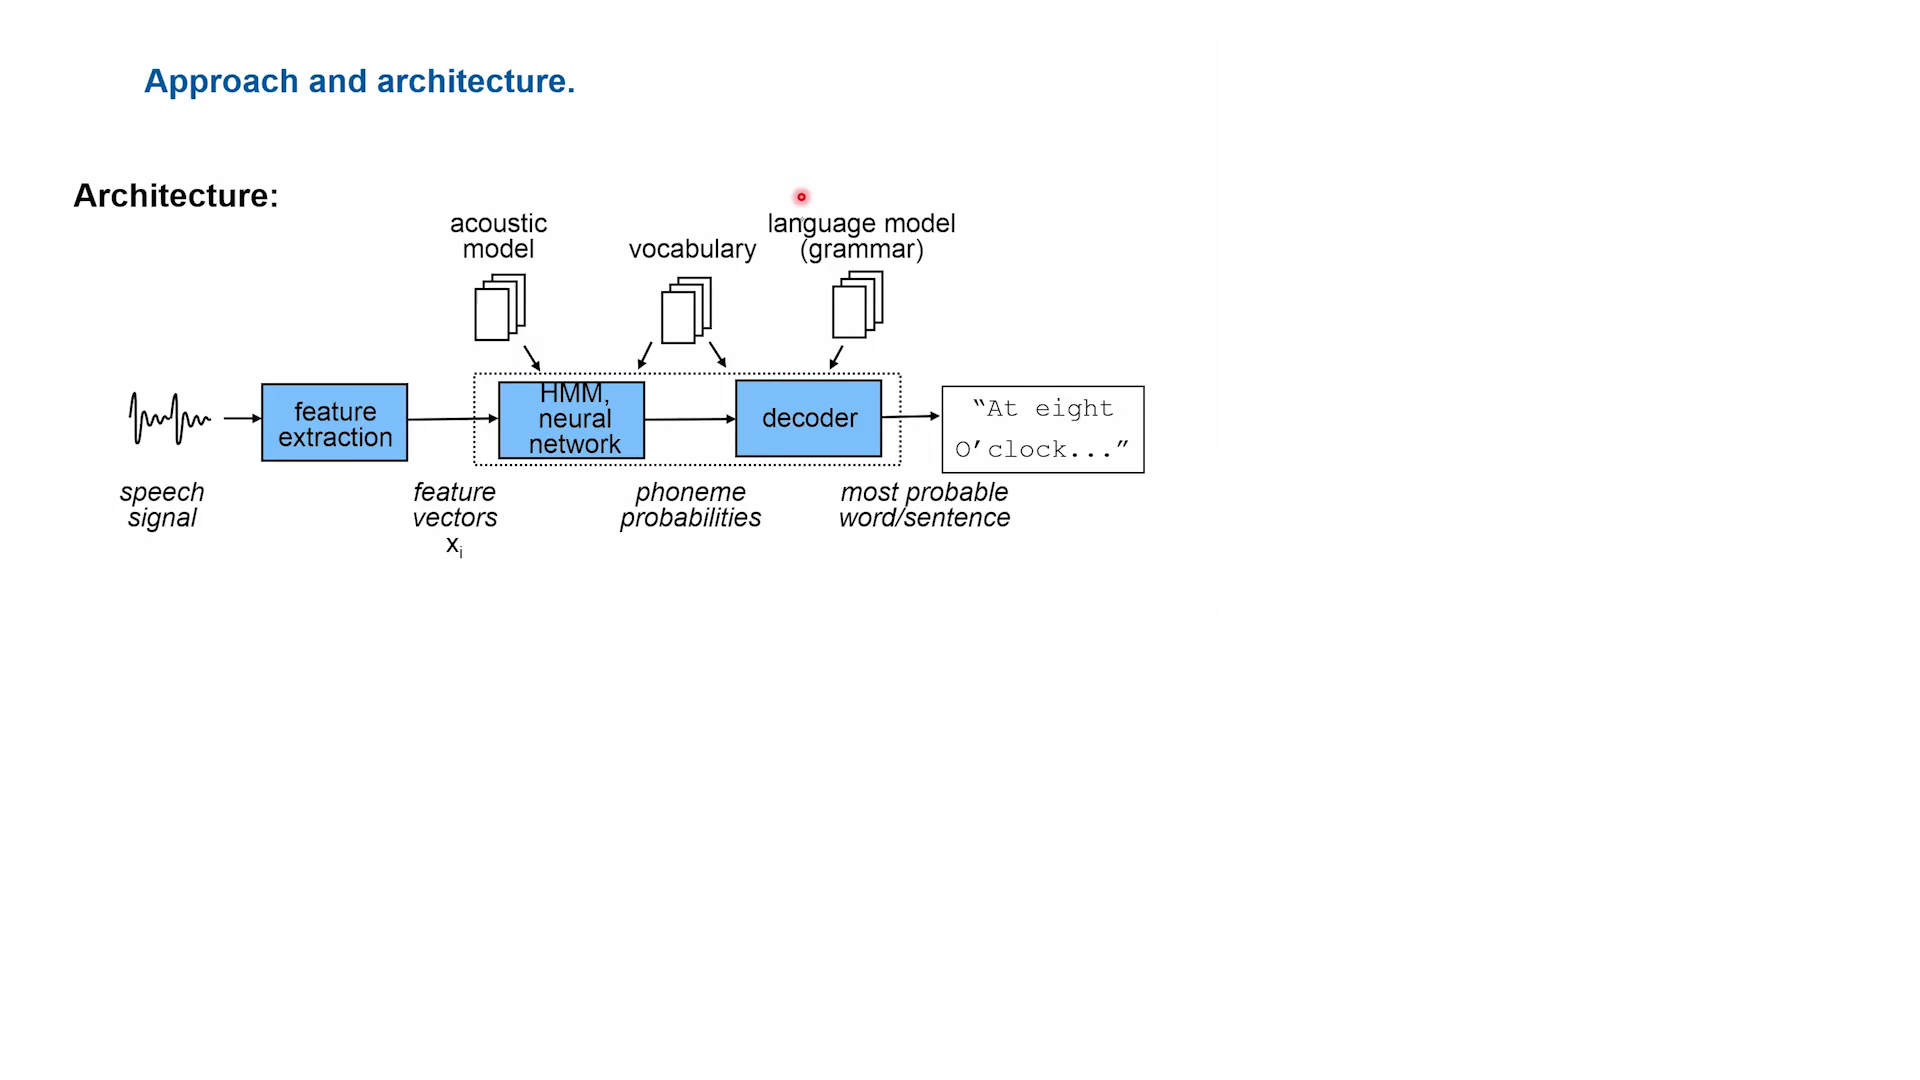 Approach and architecture.
Architecture:
acoustic
model
vocabulary
language model
(grammar)
feature
extraction
HMM,
neural
network
decoder
“At eight
O’clock...”
speech
signal
feature
vectors
xi
phoneme
probabilities
most probable
word/sentence